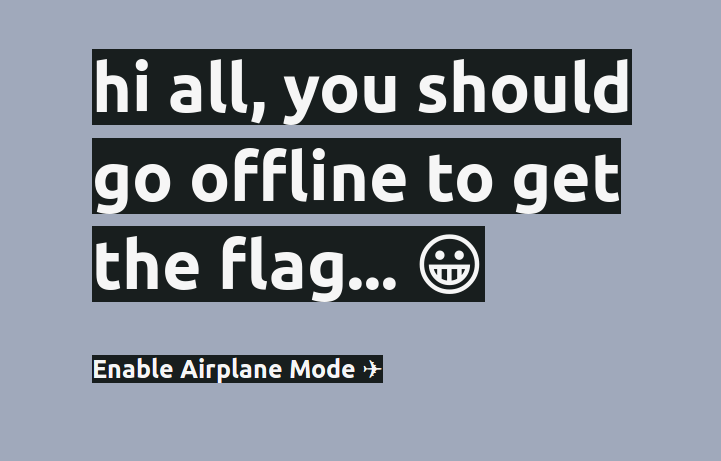 hi all, you should
go offline to get
the flag... 😀
Enable Airplane Mode ✈